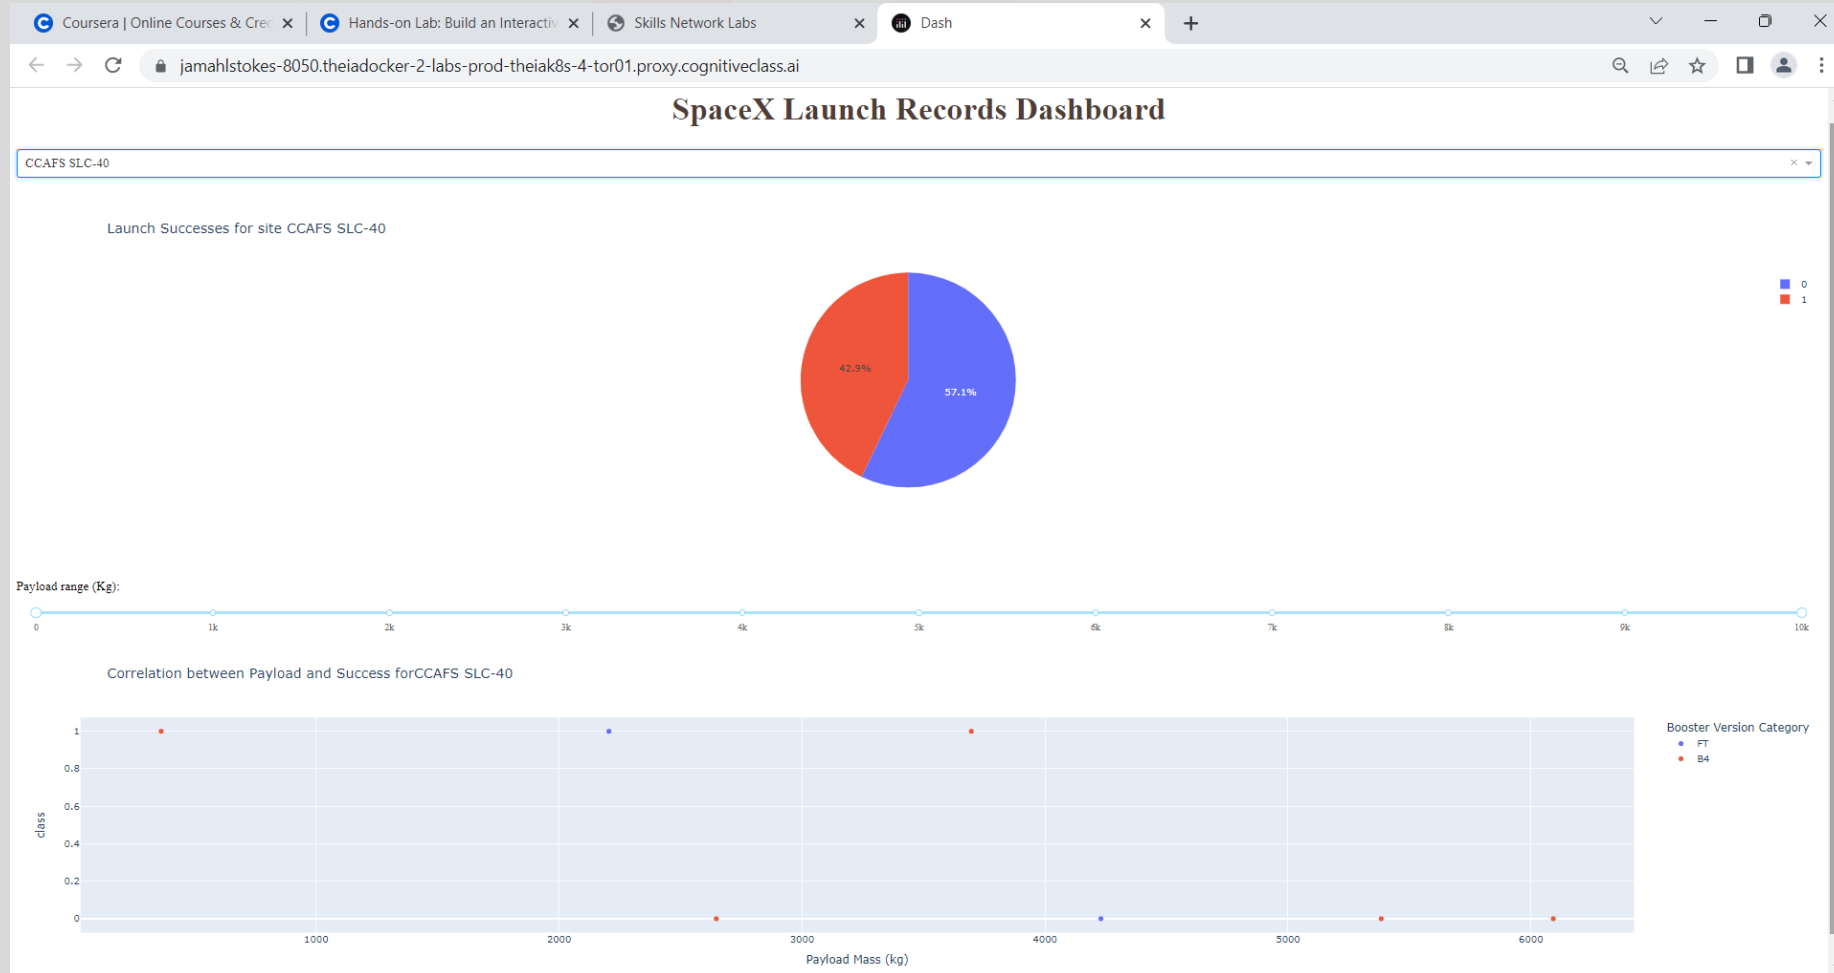 Coursera | Online Courses & Cre
Hands-on Lab: Build an Interactiv
Skills Network Labs
Dash
jamahlstokes-8050.theiadocker-2-labs-prod-theiak8s-4-tor01.proxy.cognitiveclass.ai
SpaceX Launch Records Dashboard
CCAFS SLC-40
Launch Successes for site CCAFS SLC-40
0
1
42.9%
57.1%
Payload range (Kg):
0 1k 2k 3k 4k 5k 6k 7k 8k 9k 10k
Correlation between Payload and Success forCCAFS SLC-40
Booster Version Category
FT
B4
1
0.8
0.6
0.4
0.2
0
class
1000 2000 3000 4000 5000 6000
Payload Mass (kg)